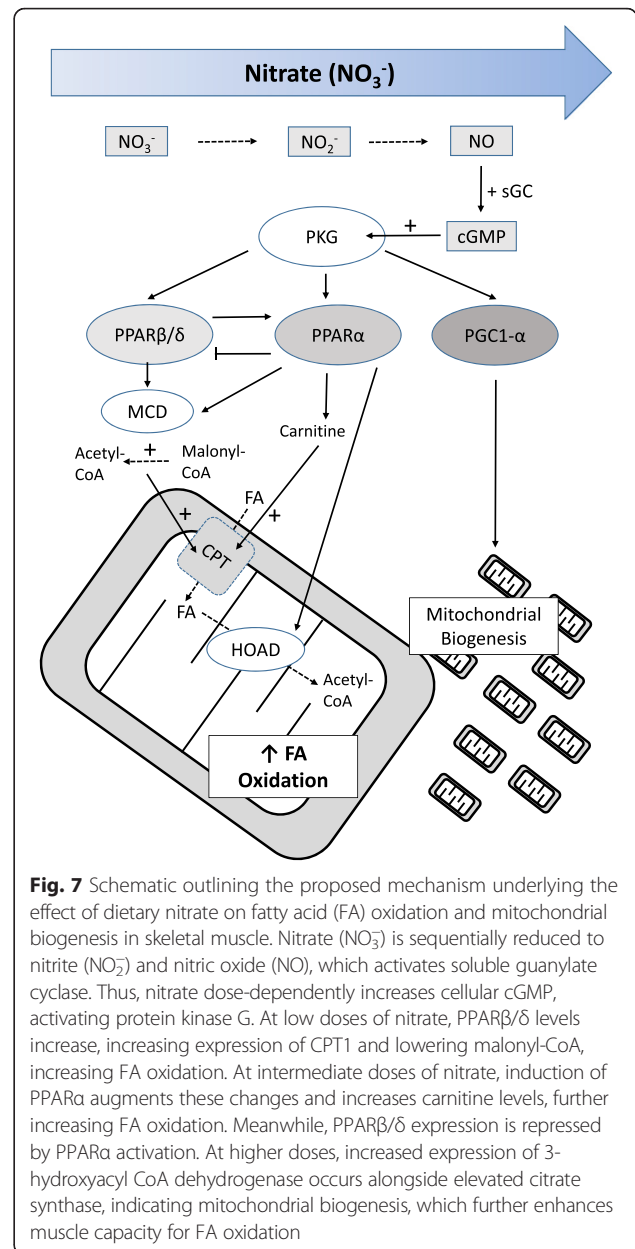 Nitrate (NO₃⁻)
NO₃⁻
NO₂⁻
NO
+ sGC
PKG
+
cGMP
PPARβ/δ
PPARα
PGC1-α
MCD
Carnitine
Acetyl-
CoA
+
Malonyl-
CoA
FA
+
+
CPT
FA
HOAD
Acetyl-
CoA
Mitochondrial
Biogenesis
↑ FA
Oxidation
Fig. 7 Schematic outlining the proposed mechanism underlying the
effect of dietary nitrate on fatty acid (FA) oxidation and mitochondrial
biogenesis in skeletal muscle. Nitrate (NO₃⁻) is sequentially reduced to
nitrite (NO₂⁻) and nitric oxide (NO), which activates soluble guanylate
cyclase. Thus, nitrate dose-dependently increases cellular cGMP,
activating protein kinase G. At low doses of nitrate, PPARβ/δ levels
increase, increasing expression of CPT1 and lowering malonyl-CoA,
increasing FA oxidation. At intermediate doses of nitrate, induction of
PPARα augments these changes and increases carnitine levels, further
increasing FA oxidation. Meanwhile, PPARβ/δ expression is repressed
by PPARα activation. At higher doses, increased expression of 3-
hydroxyacyl CoA dehydrogenase occurs alongside elevated citrate
synthase, indicating mitochondrial biogenesis, which further enhances
muscle capacity for FA oxidation